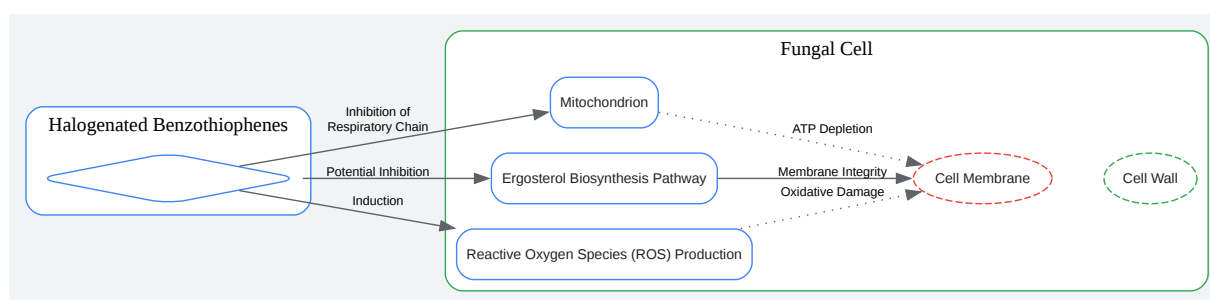 Fungal Cell
Halogenated Benzothiophenes
Inhibition of
Respiratory Chain
Mitochondrion
ATP Depletion
Potential Inhibition
Ergosterol Biosynthesis Pathway
Membrane Integrity
Cell Membrane
Cell Wall
Oxidative Damage
Induction
Reactive Oxygen Species (ROS) Production